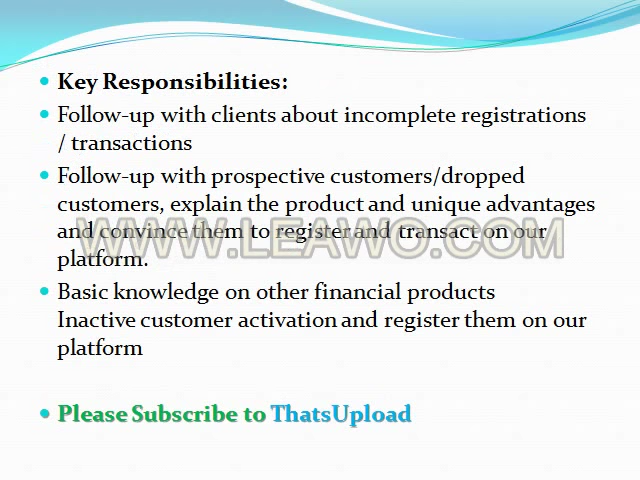 Key Responsibilities:
Follow-up with clients about incomplete registrations
/ transactions
Follow-up with prospective customers/dropped
customers, explain the product and unique advantages
and convince them to register and transact on our
platform.
WWW.LEAWO.COM
Basic knowledge on other financial products
Inactive customer activation and register them on our
platform
Please Subscribe to ThatsUpload